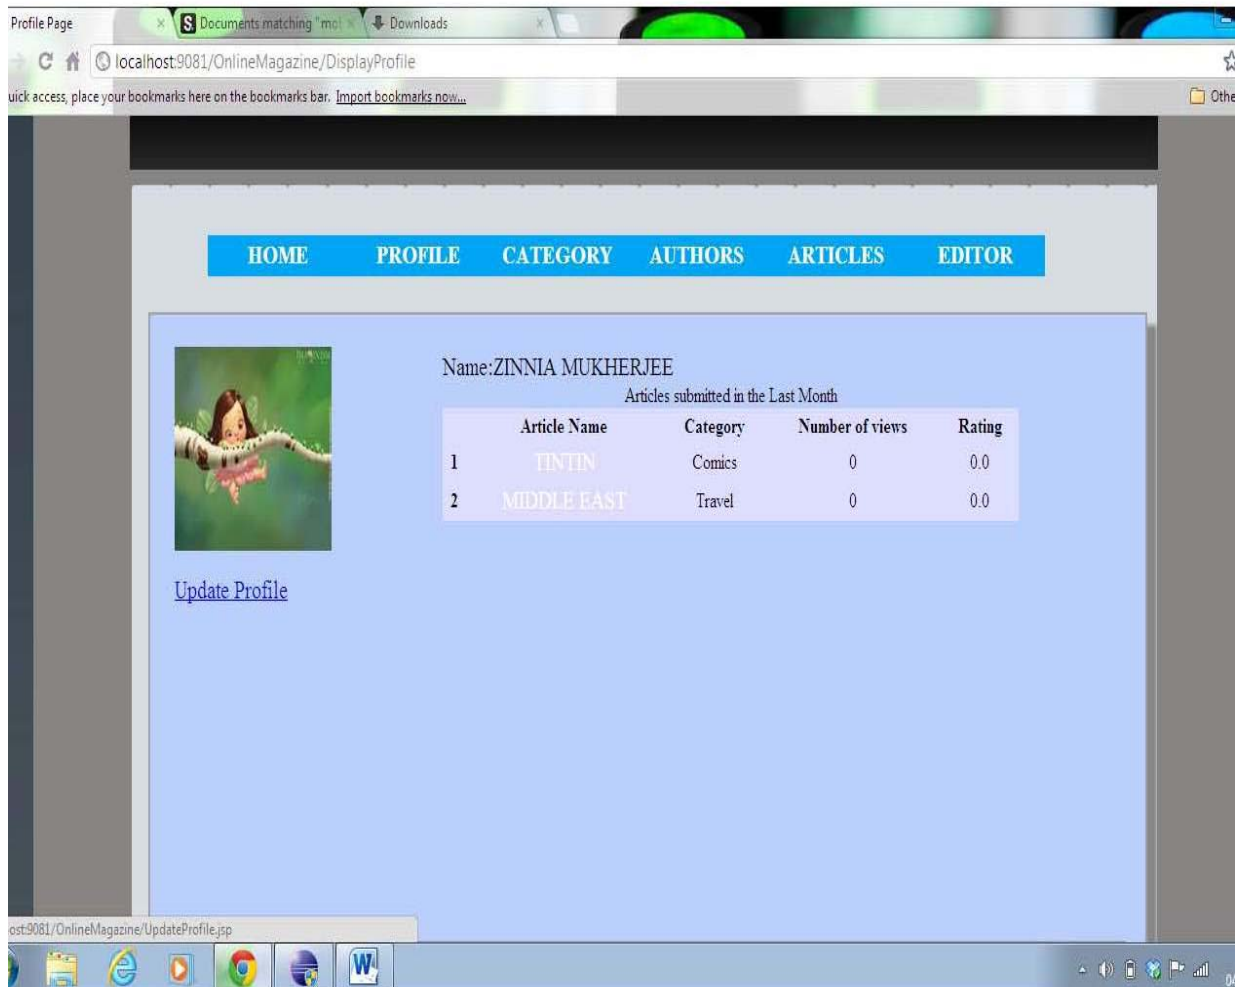 Profile Page
Documents matching "mo
Downloads
localhost:9081/OnlineMagazine/DisplayProfile
uick access, place your bookmarks here on the bookmarks bar. Import bookmarks now...
Othe
HOME PROFILE CATEGORY AUTHORS ARTICLES EDITOR
Name:ZINNIA MUKHERJEE
Articles submitted in the Last Month
Article Name Category Number of views Rating
1 TINTIN Comics 0 0.0
2 MIDDLE EAST Travel 0 0.0
Update Profile
ost:9081/OnlineMagazine/UpdateProfile.jsp